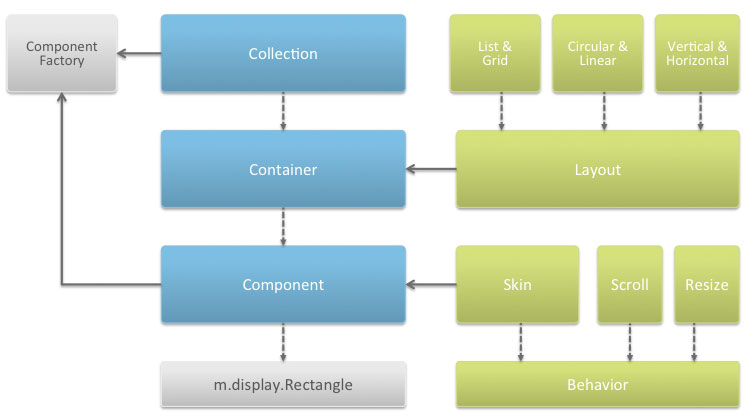 Component
Factory
Collection
List &
Grid
Circular &
Linear
Vertical &
Horizontal
Container
Layout
Component
Skin
Scroll
Resize
m.display.Rectangle
Behavior